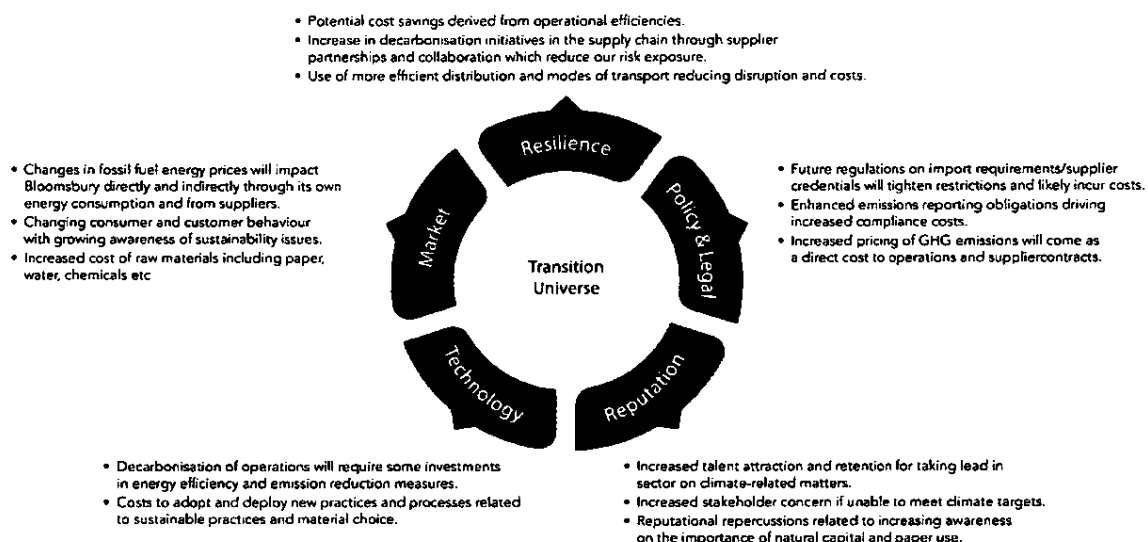 • Potential cost savings derived from operational efficiencies.
• Increase in decarbonisation initiatives in the supply chain through supplier
partnerships and collaboration which reduce our risk exposure.
• Use of more efficient distribution and modes of transport reducing disruption and costs.
Resilience
• Changes in fossil fuel energy prices will impact
Bloomsbury directly and indirectly through its own
energy consumption and from suppliers.
• Changing consumer and customer behaviour
with growing awareness of sustainability issues.
• Increased cost of raw materials including paper,
water, chemicals etc
Market
Transition
Universe
Policy & Legal
• Future regulations on import requirements/supplier
credentials will tighten restrictions and likely incur costs.
• Enhanced emissions reporting obligations driving
increased compliance costs.
• Increased pricing of GHG emissions will come as
a direct cost to operations and suppliercontracts.
Technology
Reputation
• Decarbonisation of operations will require some investments
in energy efficiency and emission reduction measures.
• Costs to adopt and deploy new practices and processes related
to sustainable practices and material choice.
• Increased talent attraction and retention for taking lead in
sector on climate-related matters.
• Increased stakeholder concern if unable to meet climate targets.
• Reputational repercussions related to increasing awareness
on the importance of natural capital and paper use.